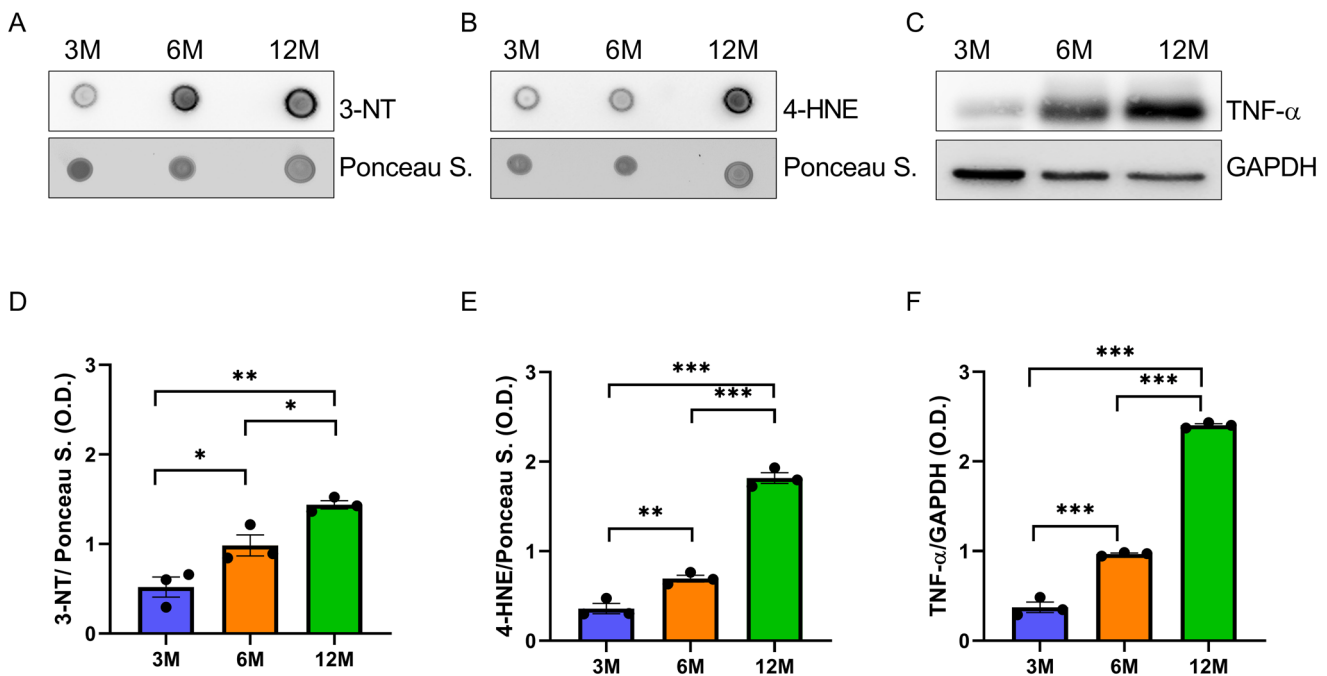 A
3M 6M 12M
3-NT
Ponceau S.
B
3M 6M 12M
4-HNE
Ponceau S.
C
3M 6M 12M
TNF-α
GAPDH
D
3-NT/ Ponceau S. (O.D.)
3
2
1
0
**
*
*
3M 6M 12M
E
4-HNE/Ponceau S. (O.D.)
3
2
1
0
***
***
**
3M 6M 12M
F
TNF-α/GAPDH (O.D.)
3
2
1
0
***
***
***
3M 6M 12M